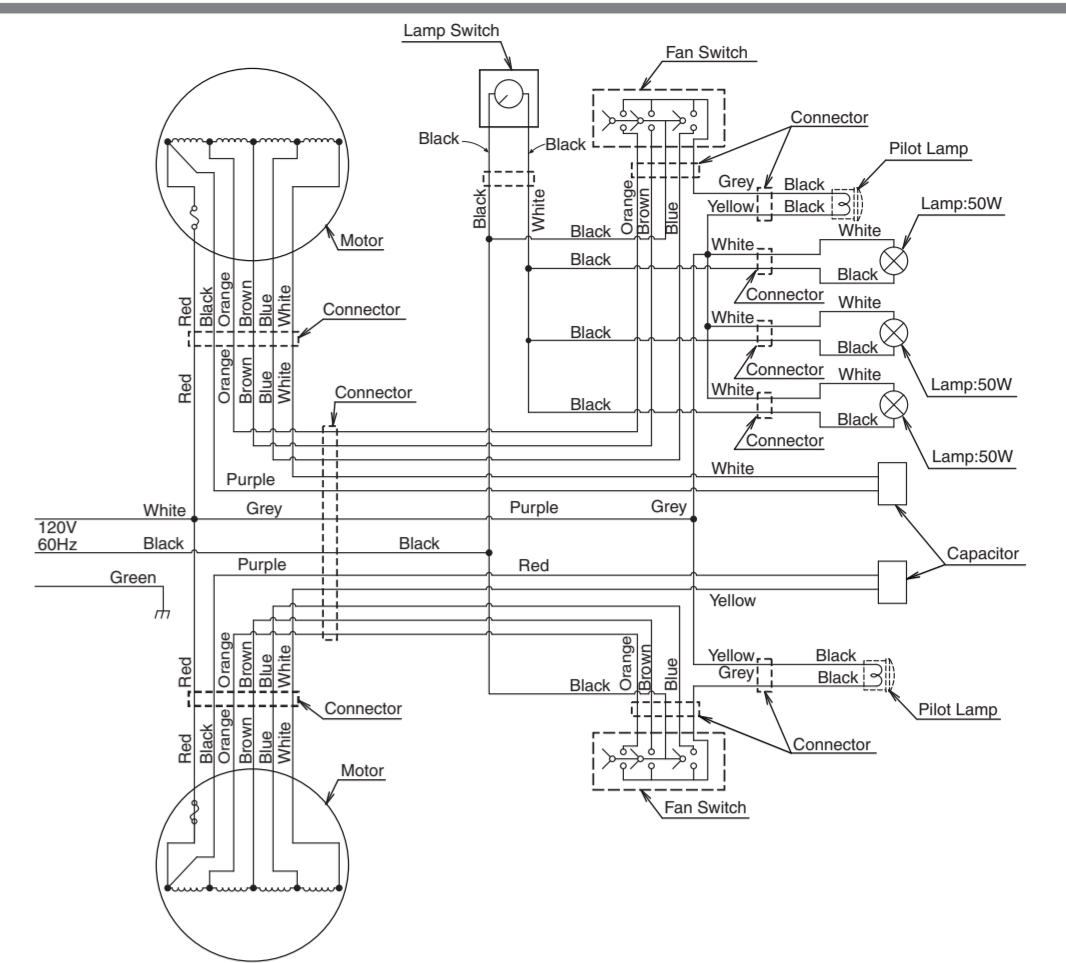 Lamp Switch
Fan Switch
Connector
Pilot Lamp
Black
Black
Grey
Black
Yellow
Black
Lamp:50W
Black
White
Orange
Brown
Blue
Motor
Black
White
White
Black
Black
Connector
Red
Black
Orange
Brown
Blue
White
Connector
White
White
Black
Black
Connector
Lamp:50W
Red
Orange
Brown
Blue
White
Connector
White
White
Black
Black
Connector
Lamp:50W
White
Purple
White
Grey
Purple
Grey
120V
60Hz
Black
Black
Capacitor
Purple
Red
Green
Yellow
Red
Orange
Brown
Blue
White
Orange
Brown
Blue
Yellow
Black
Grey
Black
Black
Connector
Pilot Lamp
Red
Black
Orange
Brown
Blue
White
Connector
Motor
Fan Switch